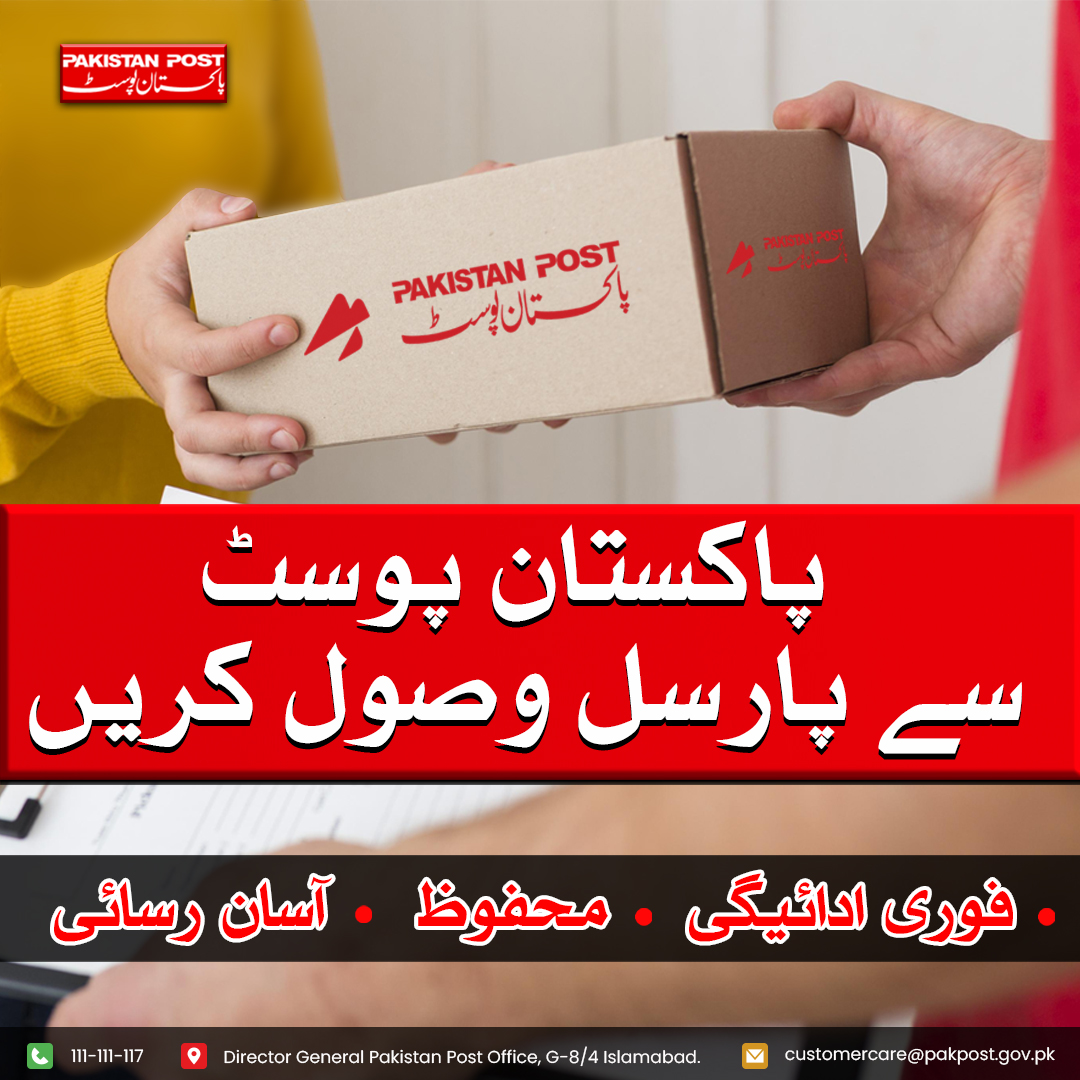 PAKISTAN POST
پاکستان پوسٹ
PAKISTAN POST
پاکستان پوسٹ
PAKISTAN POST
پاکستان پوسٹ
پاکستان پوسٹ
سے پارسل وصول کریں
• فوری ادائیگی • محفوظ • آسان رسائی
111-111-117
Director General Pakistan Post Office, G-8/4 Islamabad.
customercare@pakpost.gov.pk